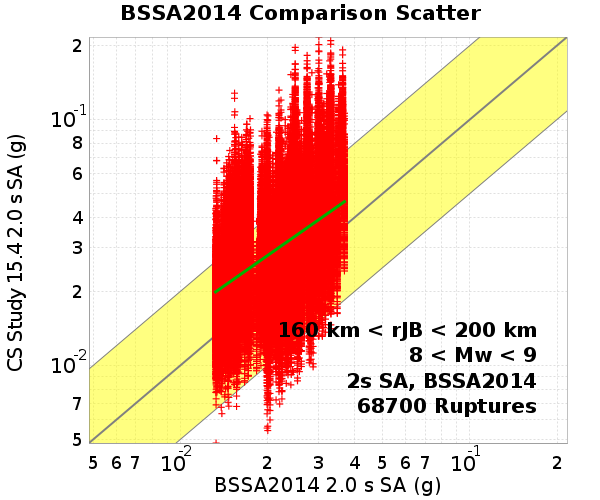 BSSA2014 Comparison Scatter
CS Study 15.4 2.0 s SA (g)
2
10-1
8
6
4
3
2
10-2
7
5
160 km < rJB < 200 km
8 < Mw < 9
2s SA, BSSA2014
68700 Ruptures
5 6 7 10-2 2 3 4 5 6 7 10-1 2
BSSA2014 2.0 s SA (g)